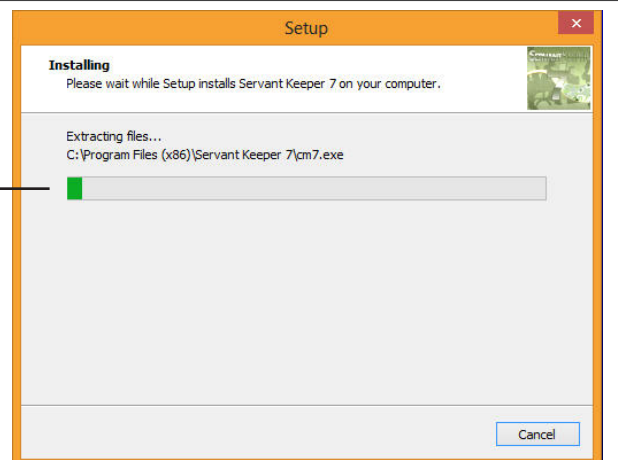 Setup
Installing
Please wait while Setup installs Servant Keeper 7 on your computer.
Extracting files...
C:\Program Files (x86)\Servant Keeper 7\cm7.exe
Cancel